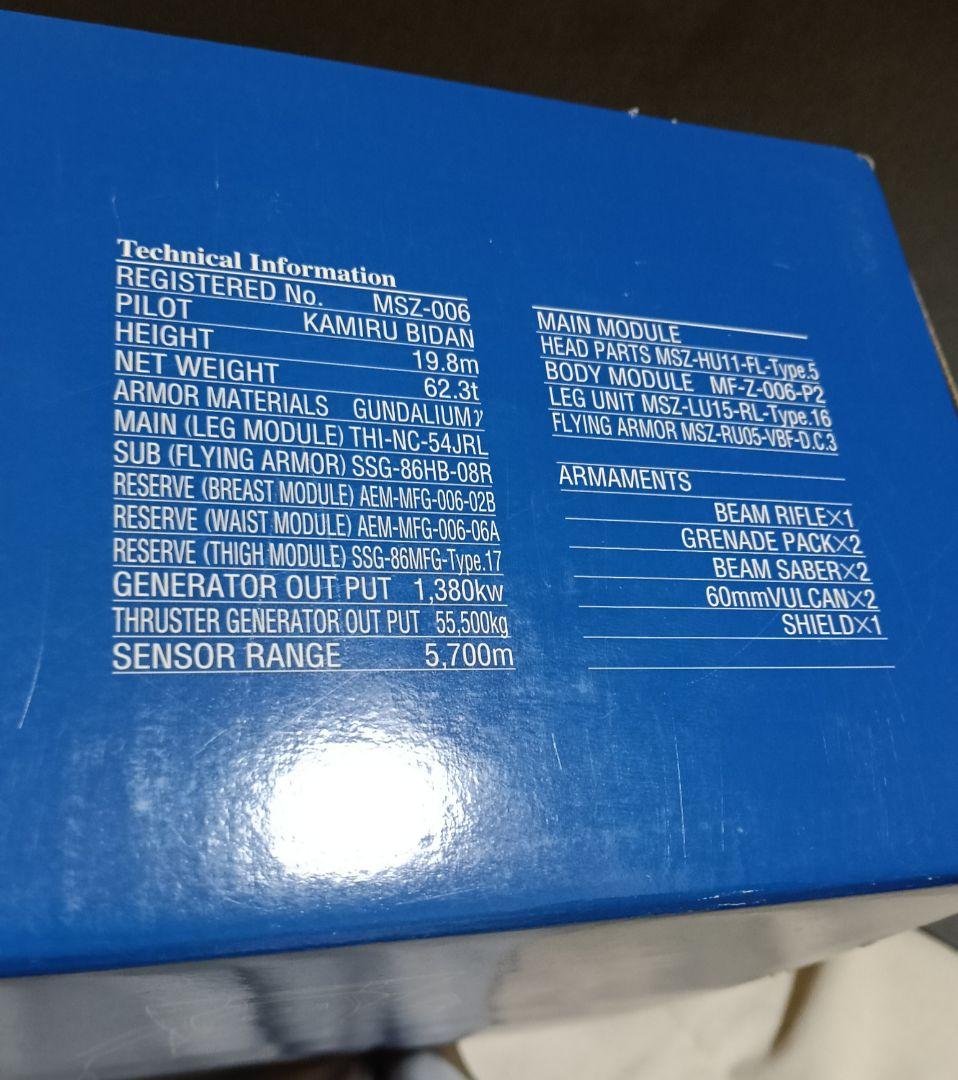 Technical Information
REGISTERED No. MSZ-006
PILOT KAMIRU BIDAN
HEIGHT 19.8m
NET WEIGHT 62.3t
ARMOR MATERIALS GUNDALIUMγ
MAIN (LEG MODULE) THI-NC-54JRL
SUB (FLYING ARMOR) SSG-86HB-08R
RESERVE (BREAST MODULE) AEM-MFG-006-02B
RESERVE (WAIST MODULE) AEM-MFG-006-06A
RESERVE (THIGH MODULE) SSG-86MFG-Type.17
GENERATOR OUT PUT 1,380kw
THRUSTER GENERATOR OUT PUT 55,500kg
SENSOR RANGE 5,700m
MAIN MODULE
HEAD PARTS MSZ-HU11-FL-Type.5
BODY MODULE MF-Z-006-P2
LEG UNIT MSZ-LU15-RL-Type.16
FLYING ARMOR MSZ-RU05-VBF-D.C.3
ARMAMENTS
BEAM RIFLE×1
GRENADE PACK×2
BEAM SABER×2
60mmVULCAN×2
SHIELD×1